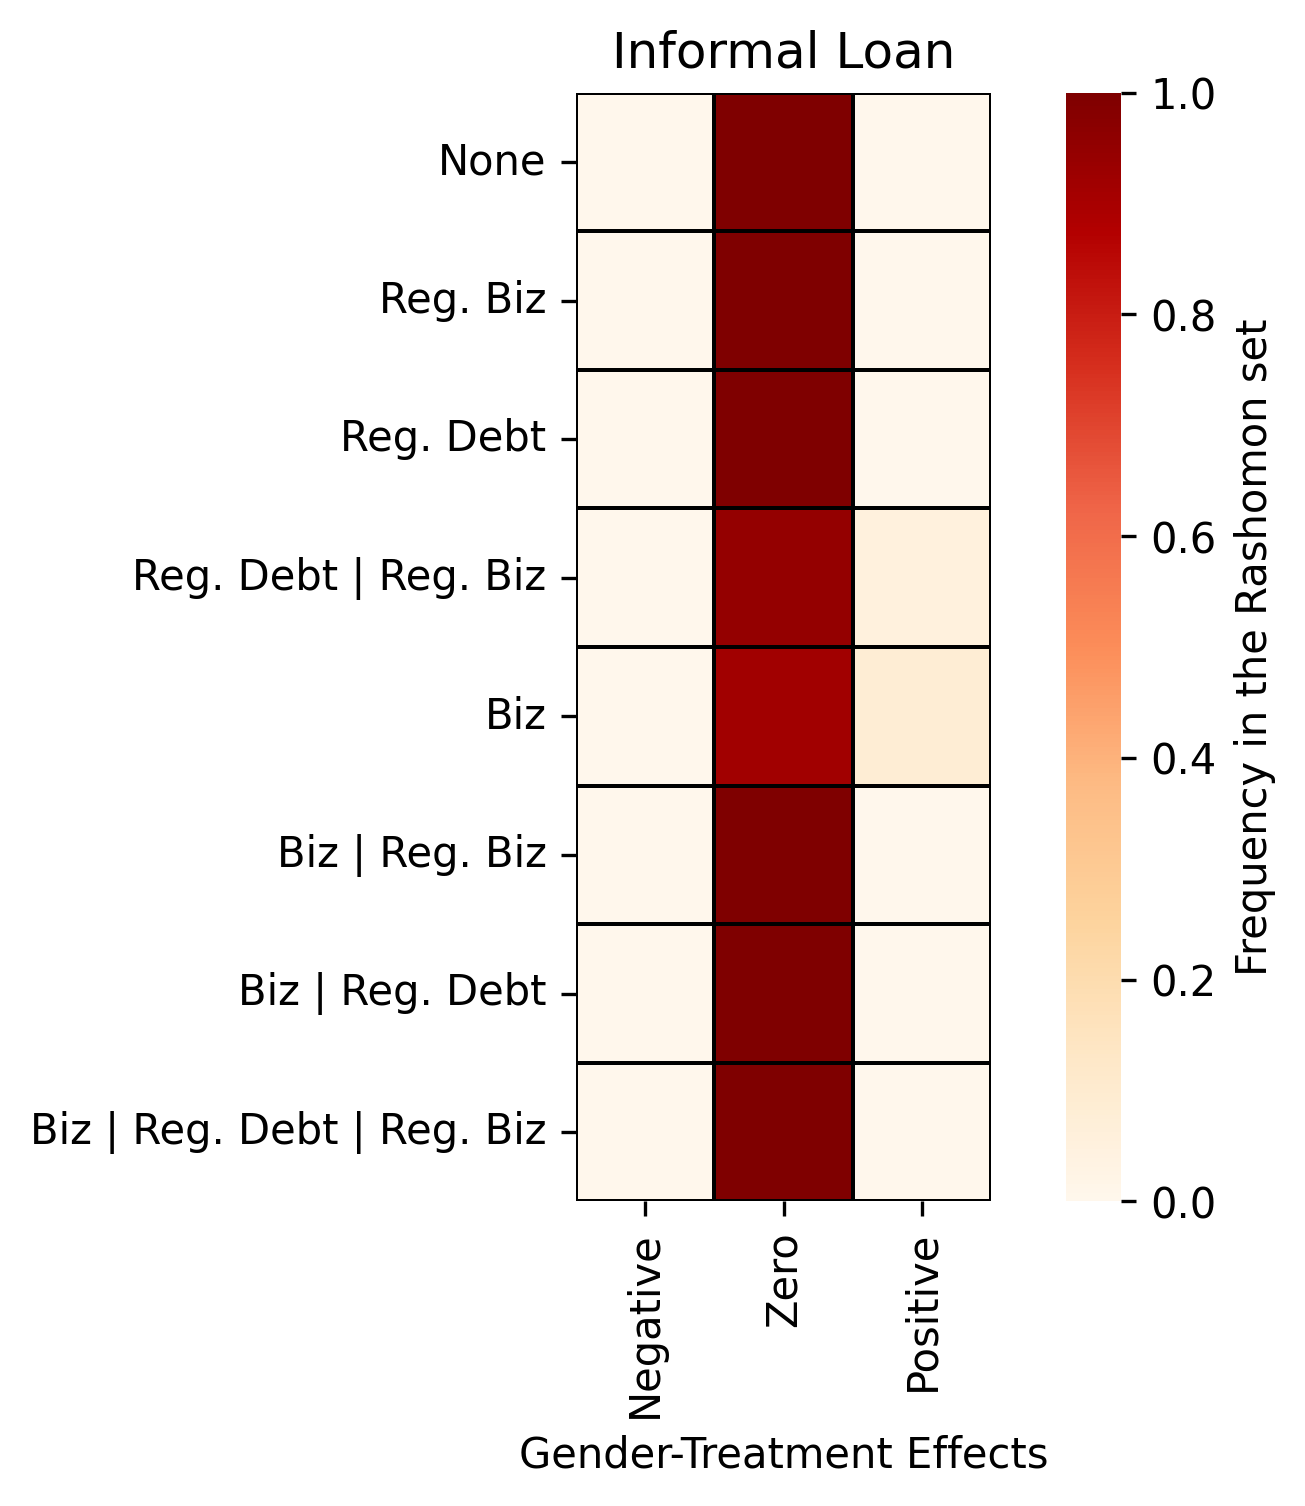 Informal Loan
None
Reg. Biz
Reg. Debt
Reg. Debt | Reg. Biz
Biz
Biz | Reg. Biz
Biz | Reg. Debt
Biz | Reg. Debt | Reg. Biz
Negative
Zero
Positive
Gender-Treatment Effects
1.0
0.8
0.6
0.4
0.2
0.0
Frequency in the Rashomon set